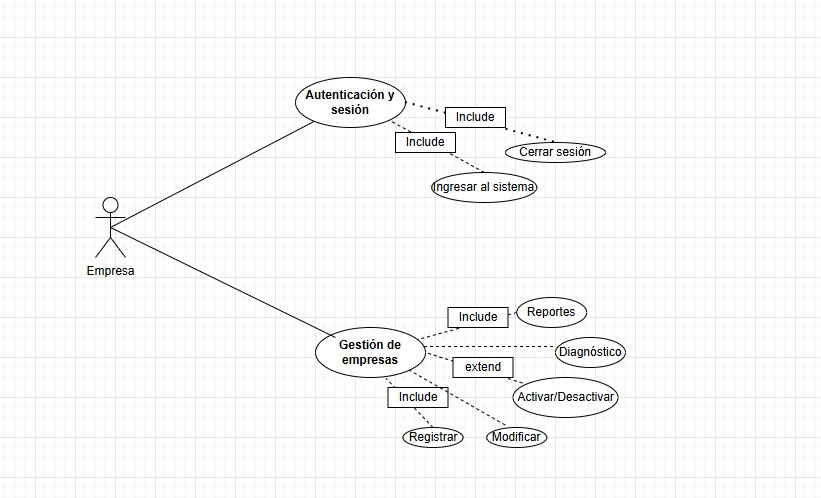 Autenticación y
sesión
Include
Include
Cerrar sesión
Ingresar al sistema
Empresa
Include
Reportes
Gestión de
empresas
Diagnóstico
extend
Include
Activar/Desactivar
Registrar
Modificar